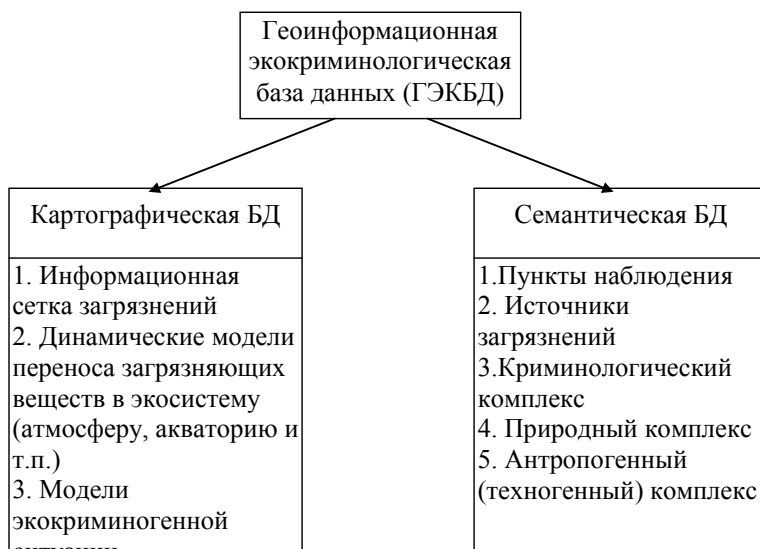 Геоинформационная
экокриминологическая
база данных (ГЭКБД)
Картографическая БД
1. Информационная
сетка загрязнений
2. Динамические модели
переноса загрязняющих
веществ в экосистему
(атмосферу, акваторию и
т.п.)
3. Модели
экокриминогенной
Семантическая БД
1.Пункты наблюдения
2. Источники
загрязнений
3.Криминологический
комплекс
4. Природный комплекс
5. Антропогенный
(техногенный) комплекс